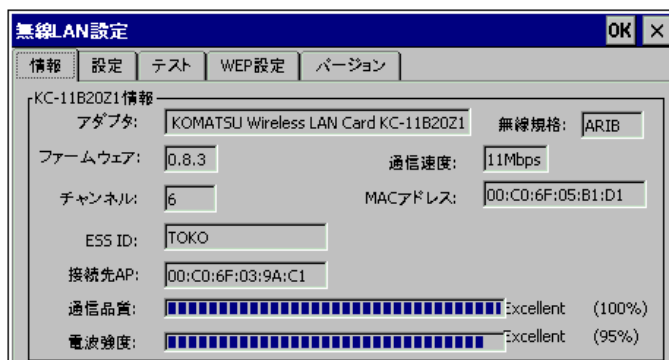 無線LAN設定 OK ×
情報 設定 テスト WEP設定 バージョン
KC-11B20Z1情報
アダプタ: KOMATSU Wireless LAN Card KC-11B20Z1 無線規格: ARIB
ファームウェア: 0.8.3 通信速度: 11Mbps
チャンネル: 6 MACアドレス: 00:C0:6F:05:B1:D1
ESS ID: TOKO
接続先AP: 00:C0:6F:03:9A:C1
通信品質: Excellent (100%)
電波強度: Excellent (95%)